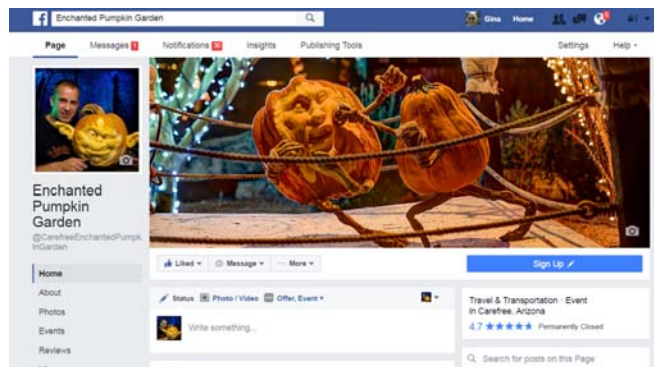 Enchanted Pumpkin Garden
Gina Home
Page Messages 1 Notifications 30 Insights Publishing Tools Settings Help
Enchanted
Pumpkin
Garden
@CarefreeEnchantedPumpk
inGarden
Liked Message More
Sign Up
Home
About
Photos
Events
Reviews
Status Photo / Video Offer, Event +
Write something...
Travel & Transportation · Event
in Carefree, Arizona
4.7 Permanently Closed
Search for posts on this Page